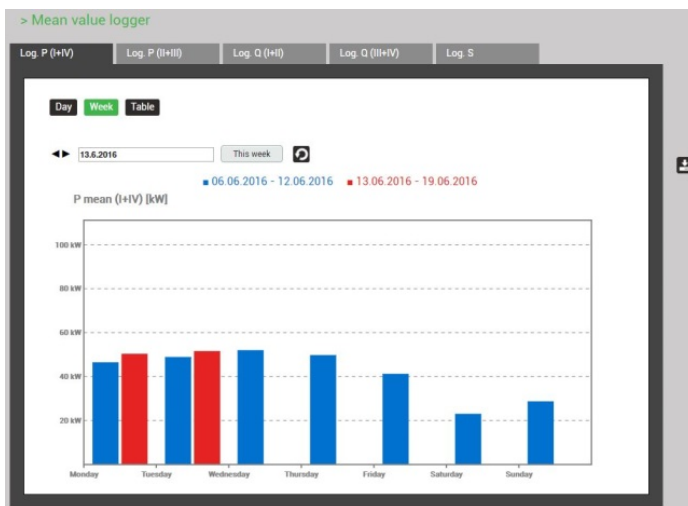 > Mean value logger
Log. P (I+IV) Log. P (II+III) Log. Q (I+II) Log. Q (III+IV) Log. S
Day Week Table
13.6.2016 This week
06.06.2016 - 12.06.2016 13.06.2016 - 19.06.2016
P mean (I+IV) [kW]
100 kW
80 kW
60 kW
40 kW
20 kW
Monday Tuesday Wednesday Thursday Friday Saturday Sunday